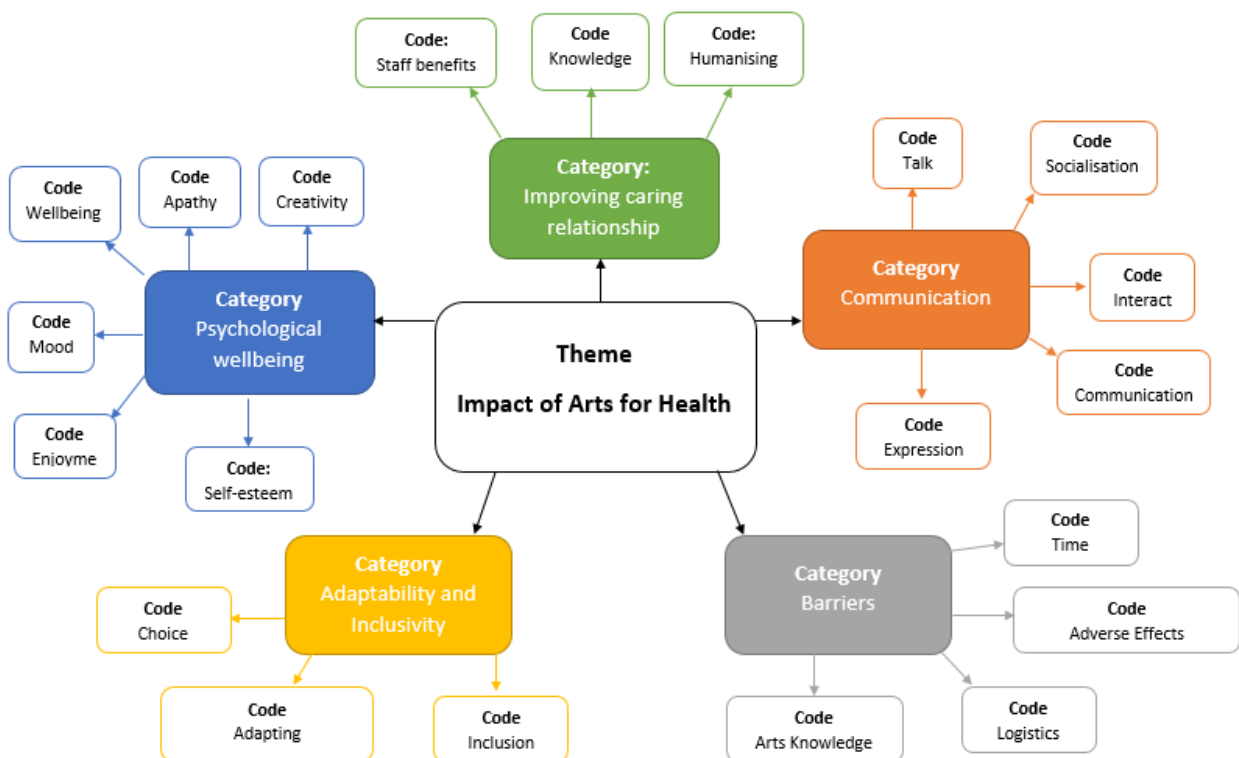 Code:
Staff benefits
Code
Knowledge
Code:
Humanising
Category:
Improving caring
relationship
Code
Wellbeing
Code
Apathy
Code
Creativity
Category
Psychological
wellbeing
Code
Mood
Code
Enjoyme
Code:
Self-esteem
Theme
Impact of Arts for Health
Code
Talk
Code
Socialisation
Category
Communication
Code
Interact
Code
Communication
Code
Expression
Category
Adaptability and
Inclusivity
Code
Choice
Code
Adapting
Code
Inclusion
Category
Barriers
Code
Time
Code
Adverse Effects
Code
Logistics
Code
Arts Knowledge